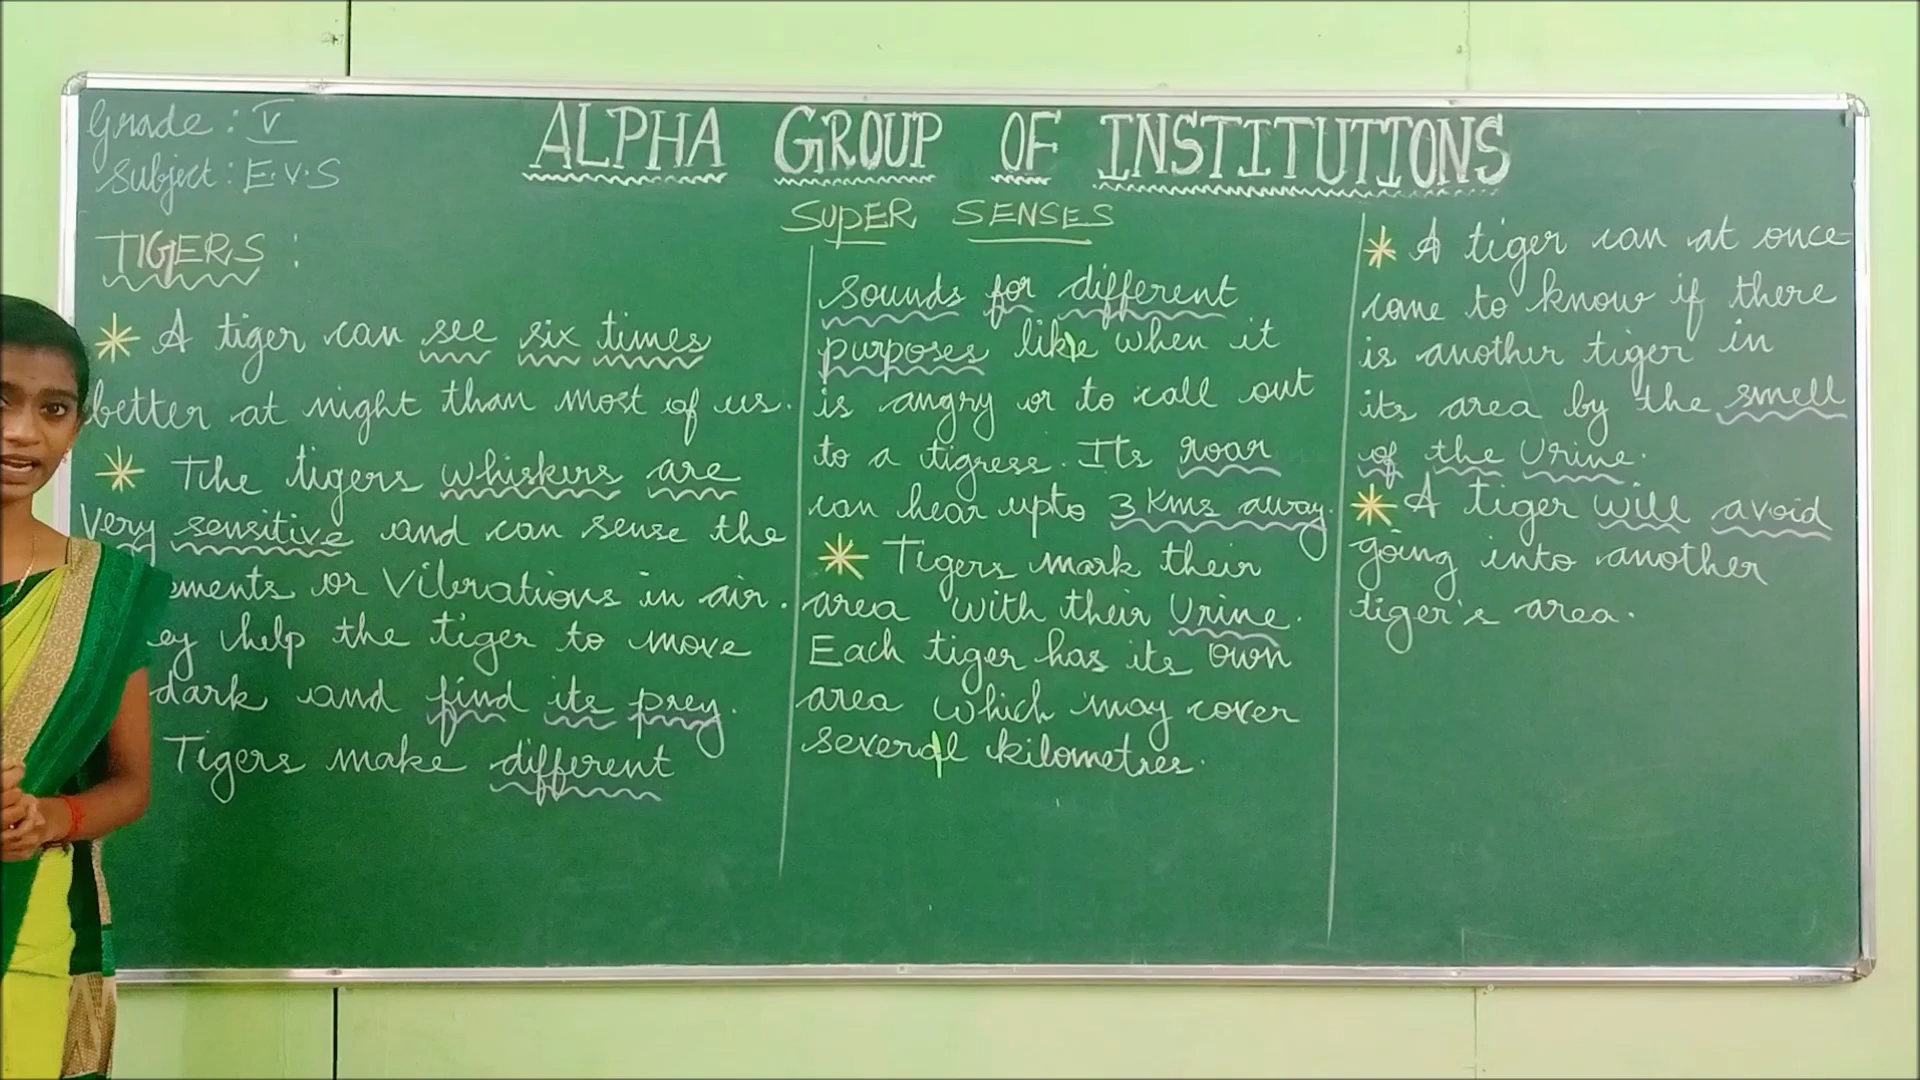 Grade : V
Subject : E.V.S
ALPHA GROUP OF INSTITUTIONS
SUPER SENSES
TIGERS :
* A tiger can see six times
better at night than most of us.
* The tigers whiskers are
very sensitive and can sense the
ements or vibrations in air.
ey help the tiger to move
dark and find its prey.
Tigers make different
sounds for different
purposes like when it
is angry or to call out
to a tigress. Its roar
can hear upto 3 kms away.
* Tigers mark their
area with their Urine.
Each tiger has its own
area which may cover
several kilometres.
* A tiger can at once
come to know if there
is another tiger in
its area by the smell
of the Urine.
* A tiger will avoid
going into another
tiger's area.